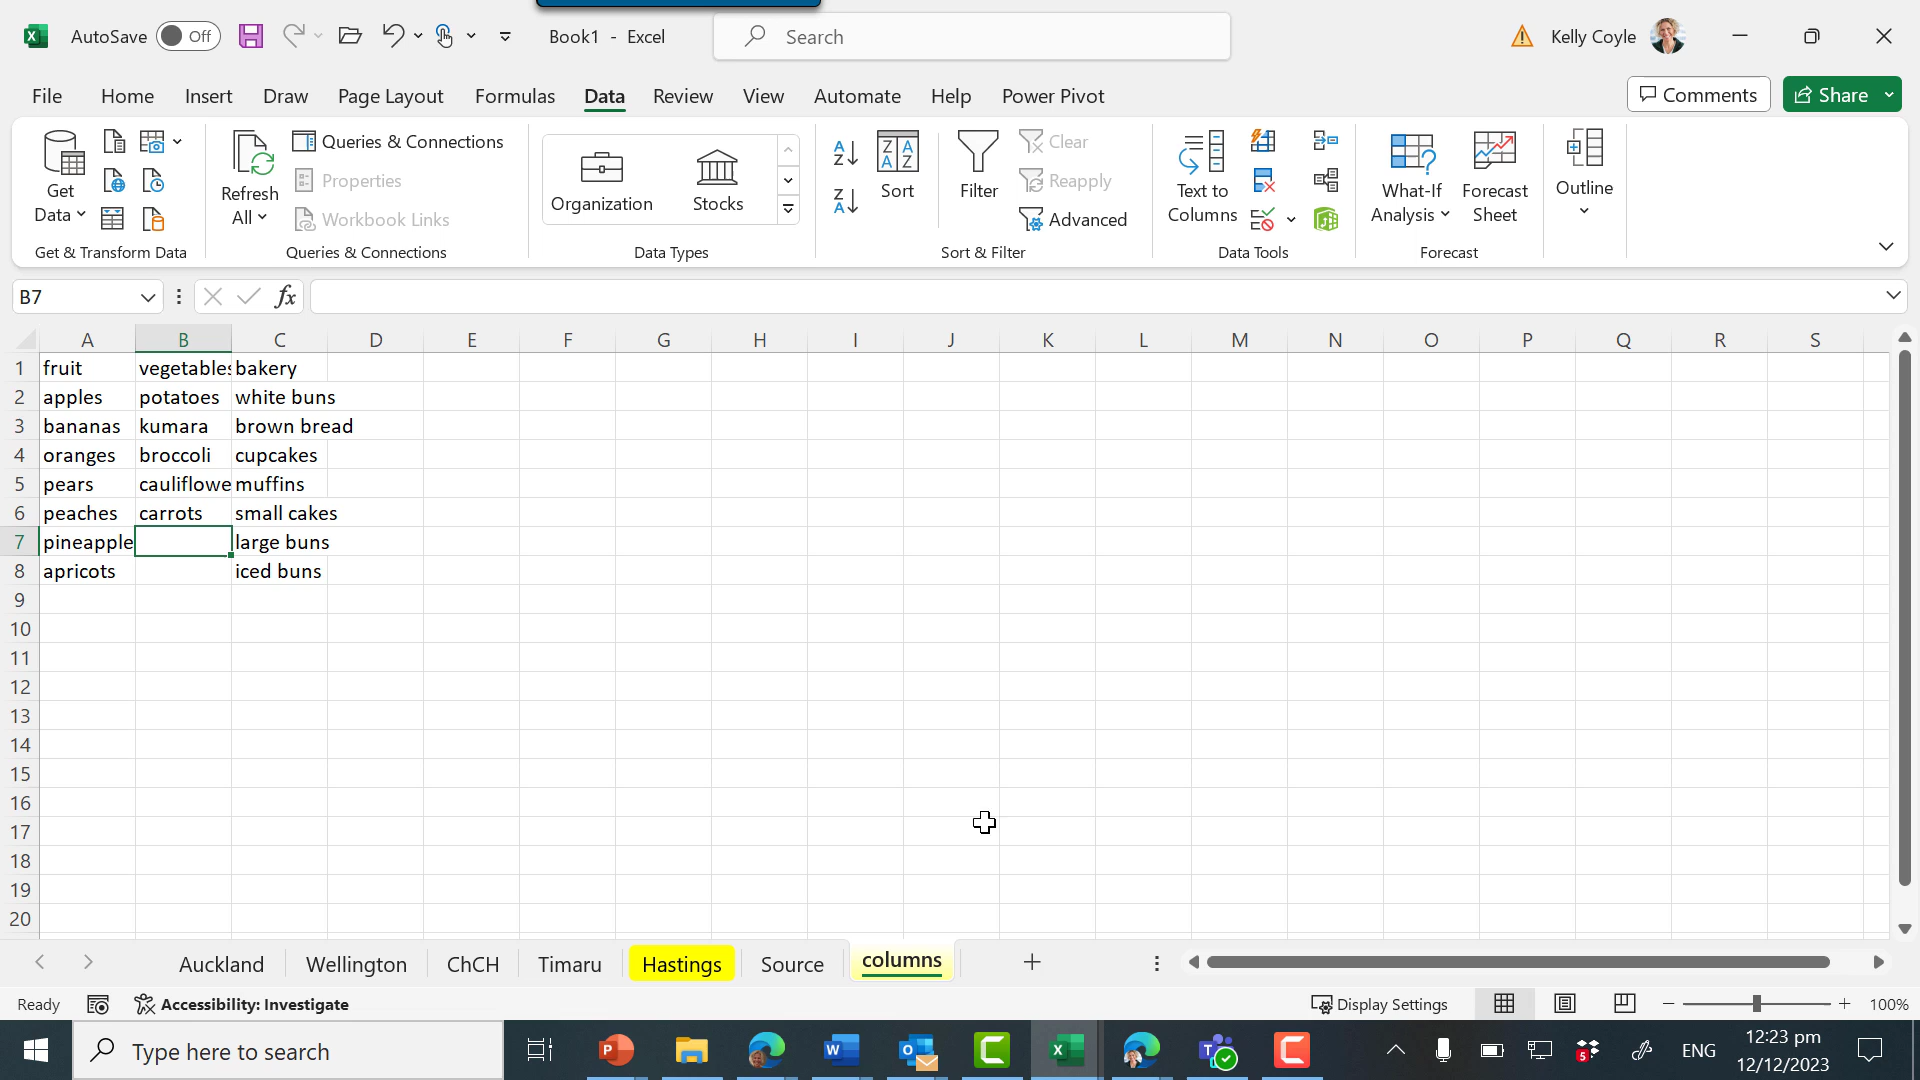 AutoSave Off Book1 - Excel Search Kelly Coyle
File Home Insert Draw Page Layout Formulas Data Review View Automate Help Power Pivot Comments Share
Get Data
Refresh All
Queries & Connections
Properties
Workbook Links
Organization
Stocks
Sort
Filter
Clear
Reapply
Advanced
Text to Columns
What-If Analysis
Forecast Sheet
Outline
Get & Transform Data Queries & Connections Data Types Sort & Filter Data Tools Forecast
B7 fx
A B C D E F G H I J K L M N O P Q R S
1 fruit vegetables bakery
2 apples potatoes white buns
3 bananas kumara brown bread
4 oranges broccoli cupcakes
5 pears cauliflowe muffins
6 peaches carrots small cakes
7 pineapple large buns
8 apricots iced buns
9
10
11
12
13
14
15
16
17
18
19
20
Auckland Wellington ChCH Timaru Hastings Source columns
Ready Accessibility: Investigate Display Settings 100%
Type here to search ENG 12:23 pm
12/12/2023